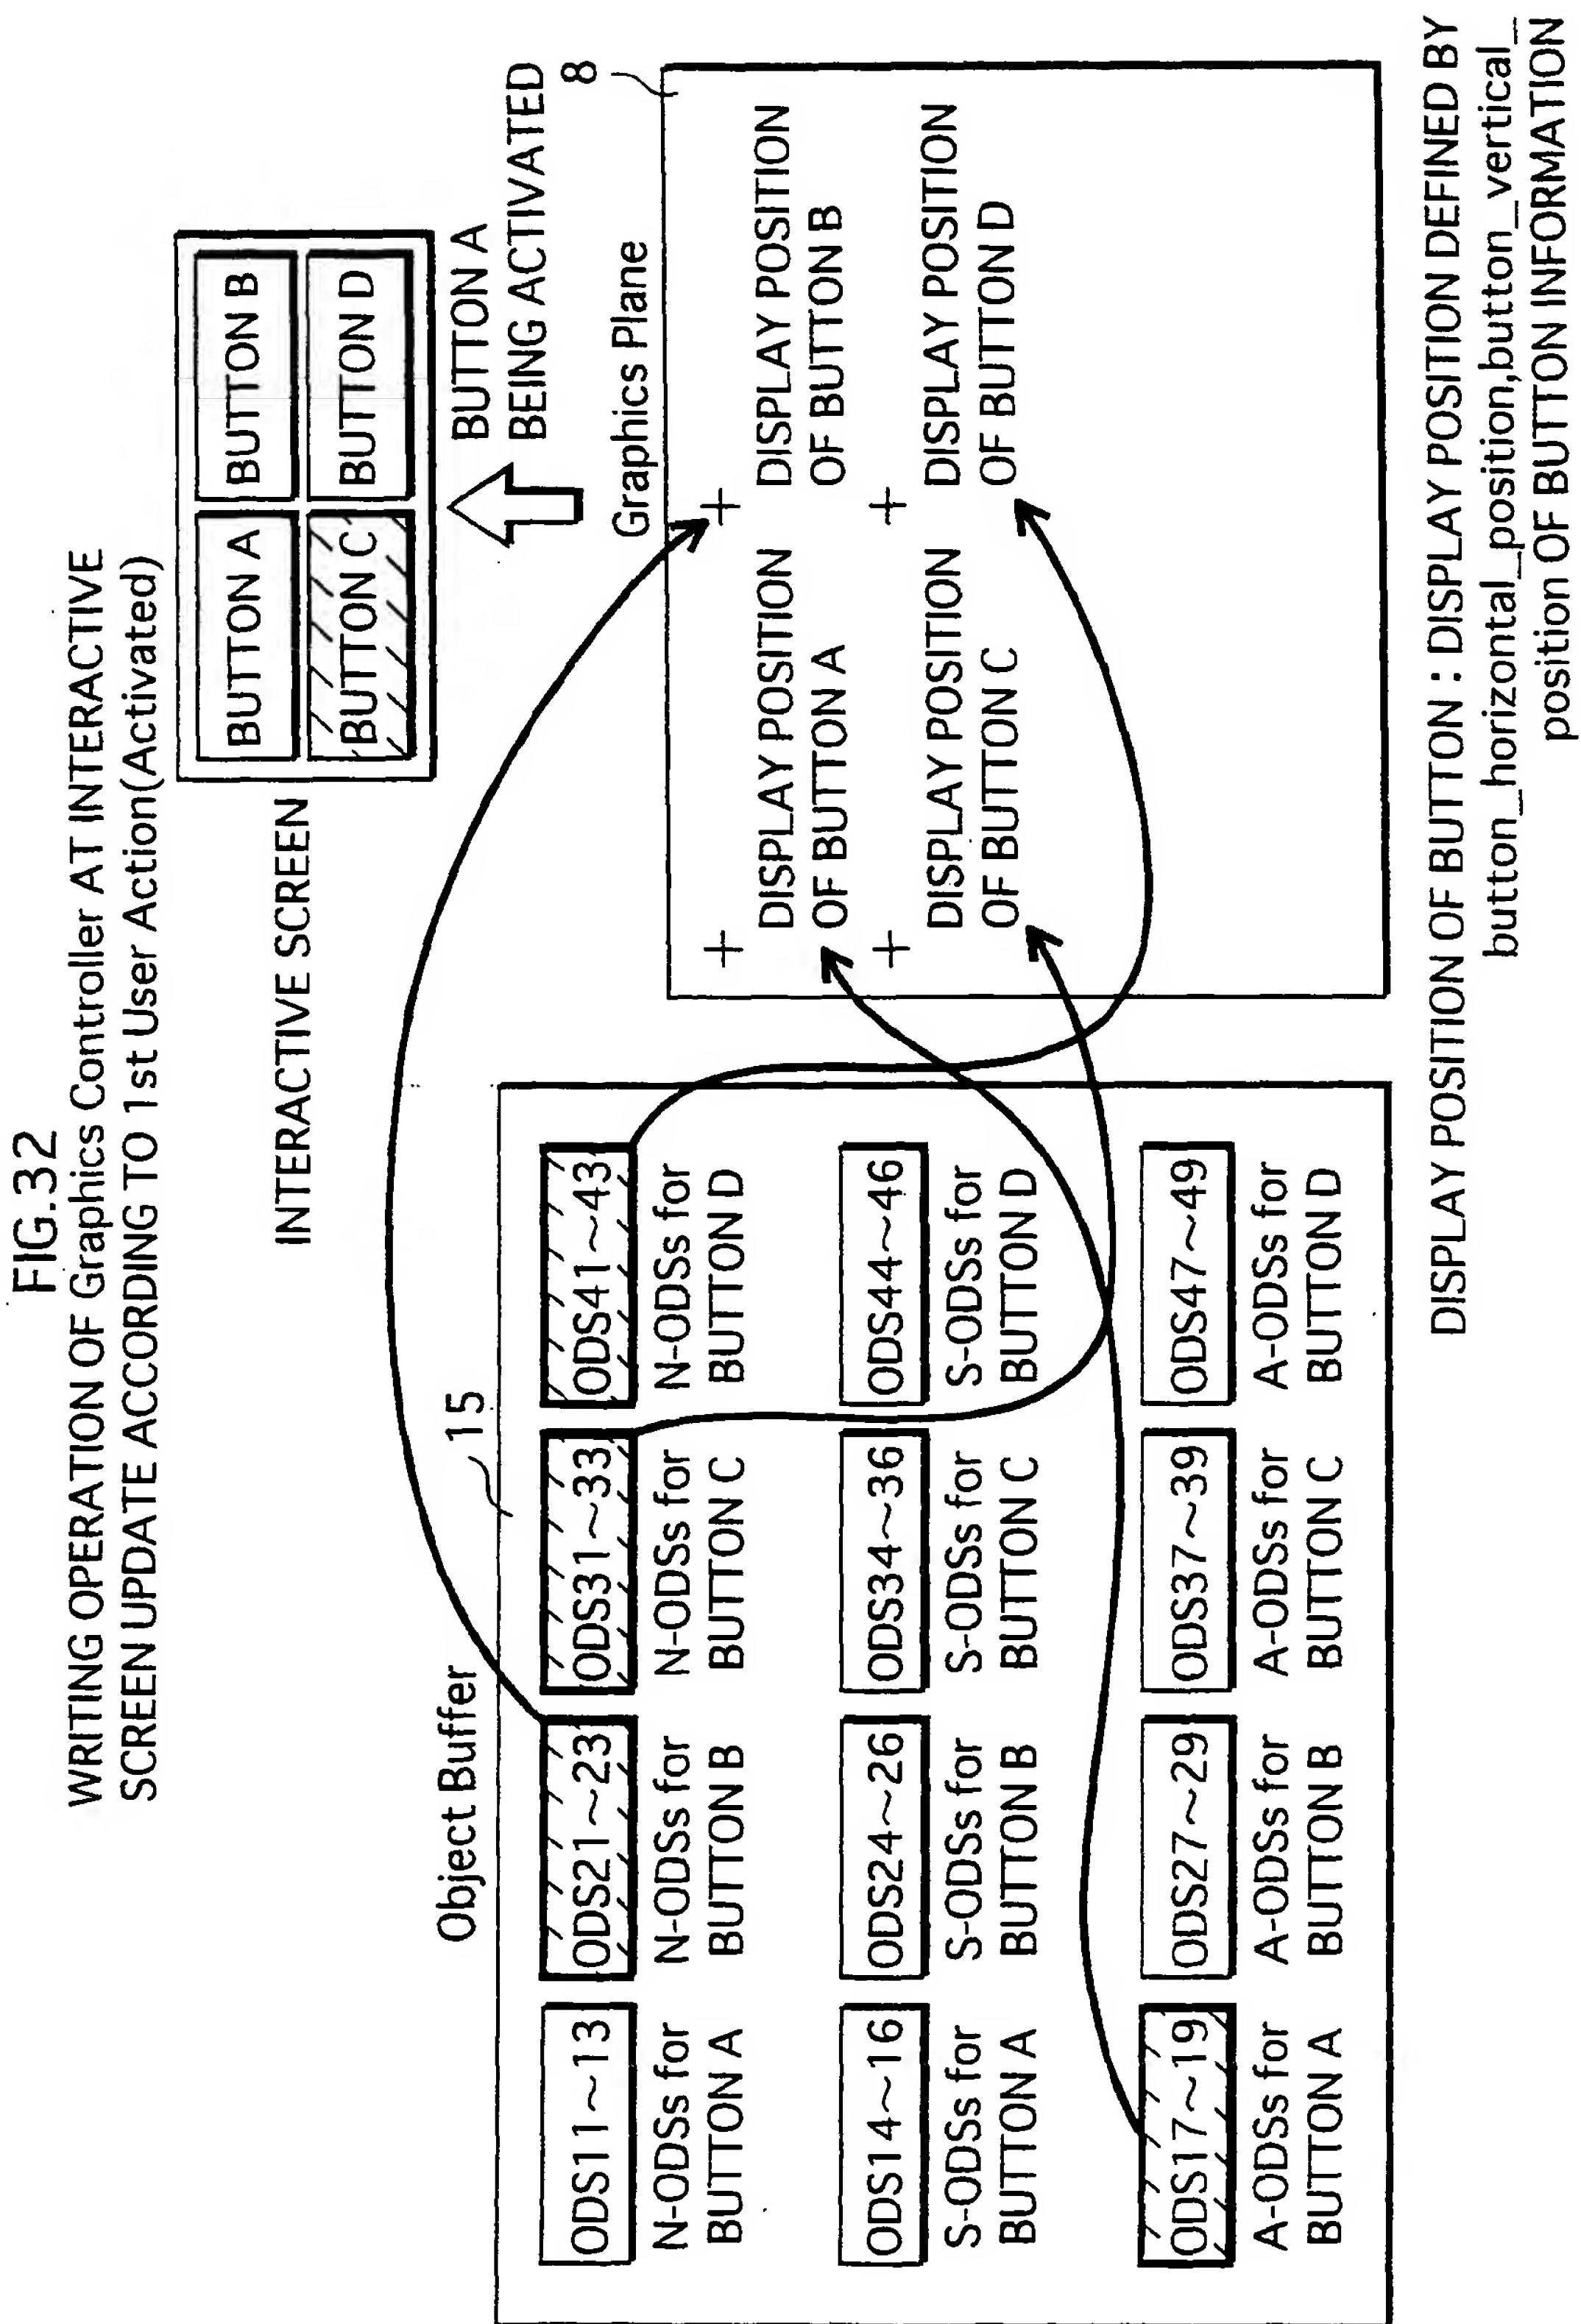 FIG.32
WRITING OPERATION OF Graphics Controller AT INTERACTIVE
SCREEN UPDATE ACCORDING TO 1st User Action(Activated)
INTERACTIVE SCREEN
BUTTON A
BUTTON B
BUTTON C
BUTTON D
BUTTON A
BEING ACTIVATED
Object Buffer
15
ODS11~13
N-ODSs for
BUTTON A
ODS21~23
N-ODSs for
BUTTON B
ODS31~33
N-ODSs for
BUTTON C
ODS41~43
N-ODSs for
BUTTON D
ODS14~16
S-ODSs for
BUTTON A
ODS24~26
S-ODSs for
BUTTON B
ODS34~36
S-ODSs for
BUTTON C
ODS44~46
S-ODSs for
BUTTON D
ODS17~19
A-ODSs for
BUTTON A
ODS27~29
A-ODSs for
BUTTON B
ODS37~39
A-ODSs for
BUTTON C
ODS47~49
A-ODSs for
BUTTON D
Graphics Plane
8
DISPLAY POSITION
OF BUTTON A
DISPLAY POSITION
OF BUTTON B
DISPLAY POSITION
OF BUTTON C
DISPLAY POSITION
OF BUTTON D
DISPLAY POSITION OF BUTTON : DISPLAY POSITION DEFINED BY
button_horizontal_position,button_vertical_
position OF BUTTON INFORMATION